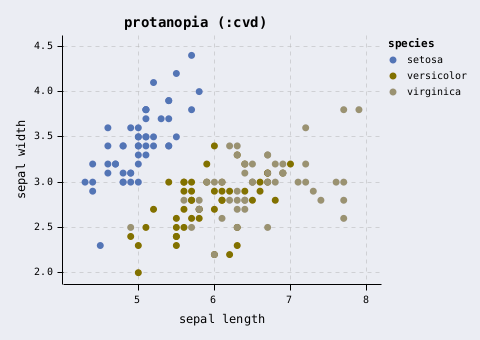 protanopia (:cvd)
species
setosa
versicolor
virginica
sepal width
4.5
4.0
3.5
3.0
2.5
2.0
5 6 7 8
sepal length